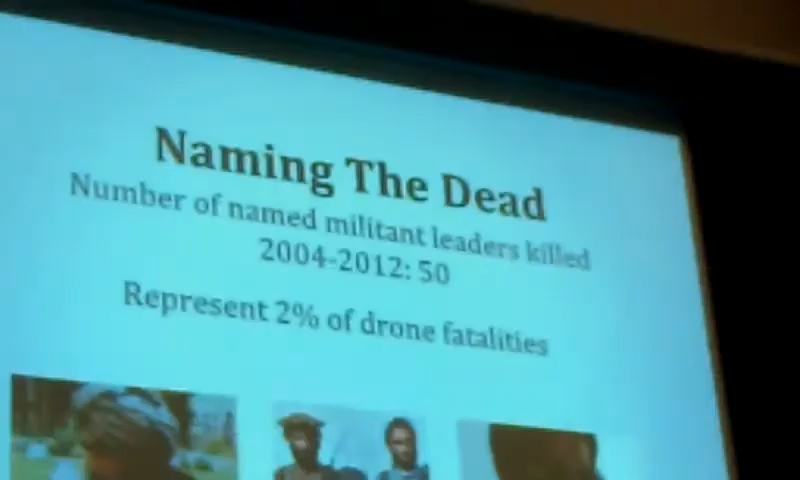 Naming The Dead
Number of named militant leaders killed
2004-2012: 50
Represent 2% of drone fatalities